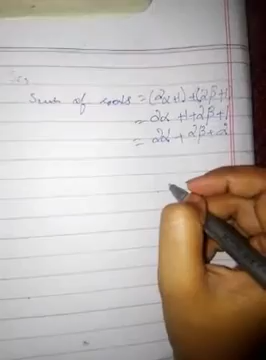 Sum of roots = (2α+1) + (2β+1)
= 2α + 1 + 2β + 1
= 2α + 2β + 2